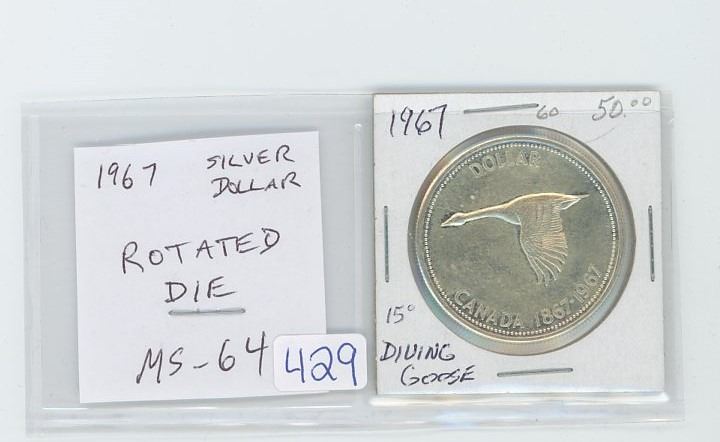 1967 SILVER
DOLLAR
ROTATED
DIE
MS-64
429
1967 60 50.00
DOLLAR
CANADA 1867-1967
15°
DIVING
GOOSE